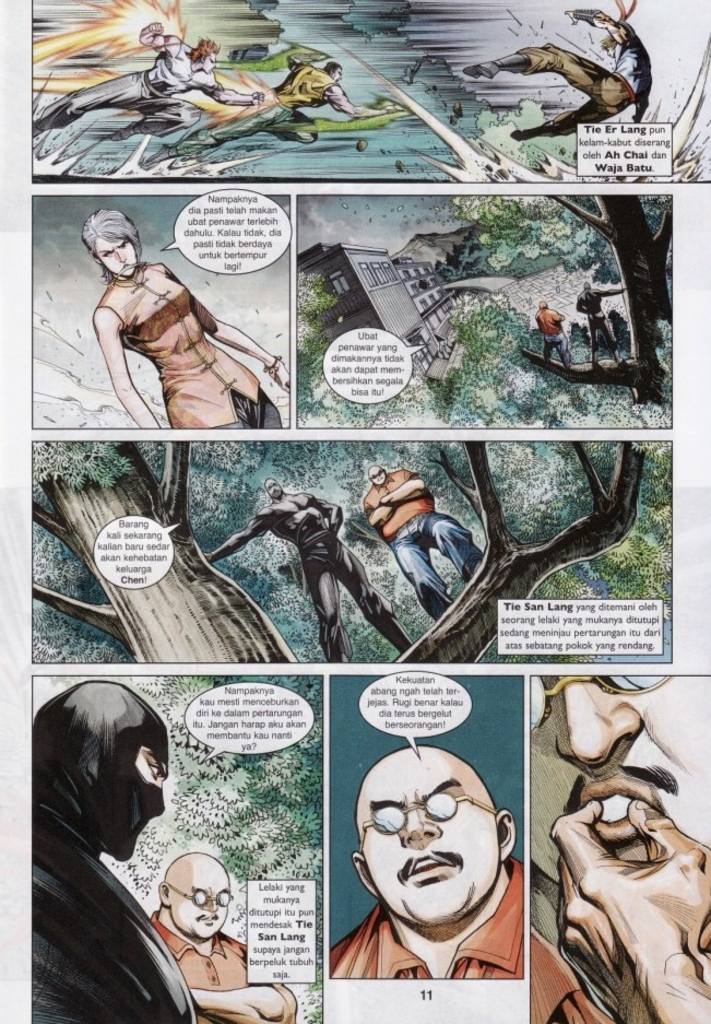 Tie Er Lang pun
kelam-kabut diserang
oleh Ah Chai dan
Waja Batu.
Nampaknya
dia pasti telah makan
ubat penawar terlebih
dahulu. Kalau tidak, dia
pasti tidak berdaya
untuk bertempur
lagi!
Ubat
penawar yang
dimakannya tidak
akan dapat mem-
bersihkan segala
bisa itu!
Barang
kali sekarang
kalian baru sedar
akan kehebatan
keluarga
Chen!
Tie San Lang yang ditemani oleh
seorang lelaki yang mukanya ditutupi
sedang meninjau pertarungan itu dari
atas sebatang pokok yang rendang.
Nampaknya
kau mesti menceburkan
diri ke dalam pertarungan
itu. Jangan harap aku akan
membantu kau nanti
ya?
Lelaki yang
mukanya
ditutupi itu pun
mendesak Tie
San Lang
supaya jangan
berpeluk tubuh
saja.
Kekuatan
abang ngah telah ter-
jejas. Rugi benar kalau
dia terus bergelut
berseorangan!
11